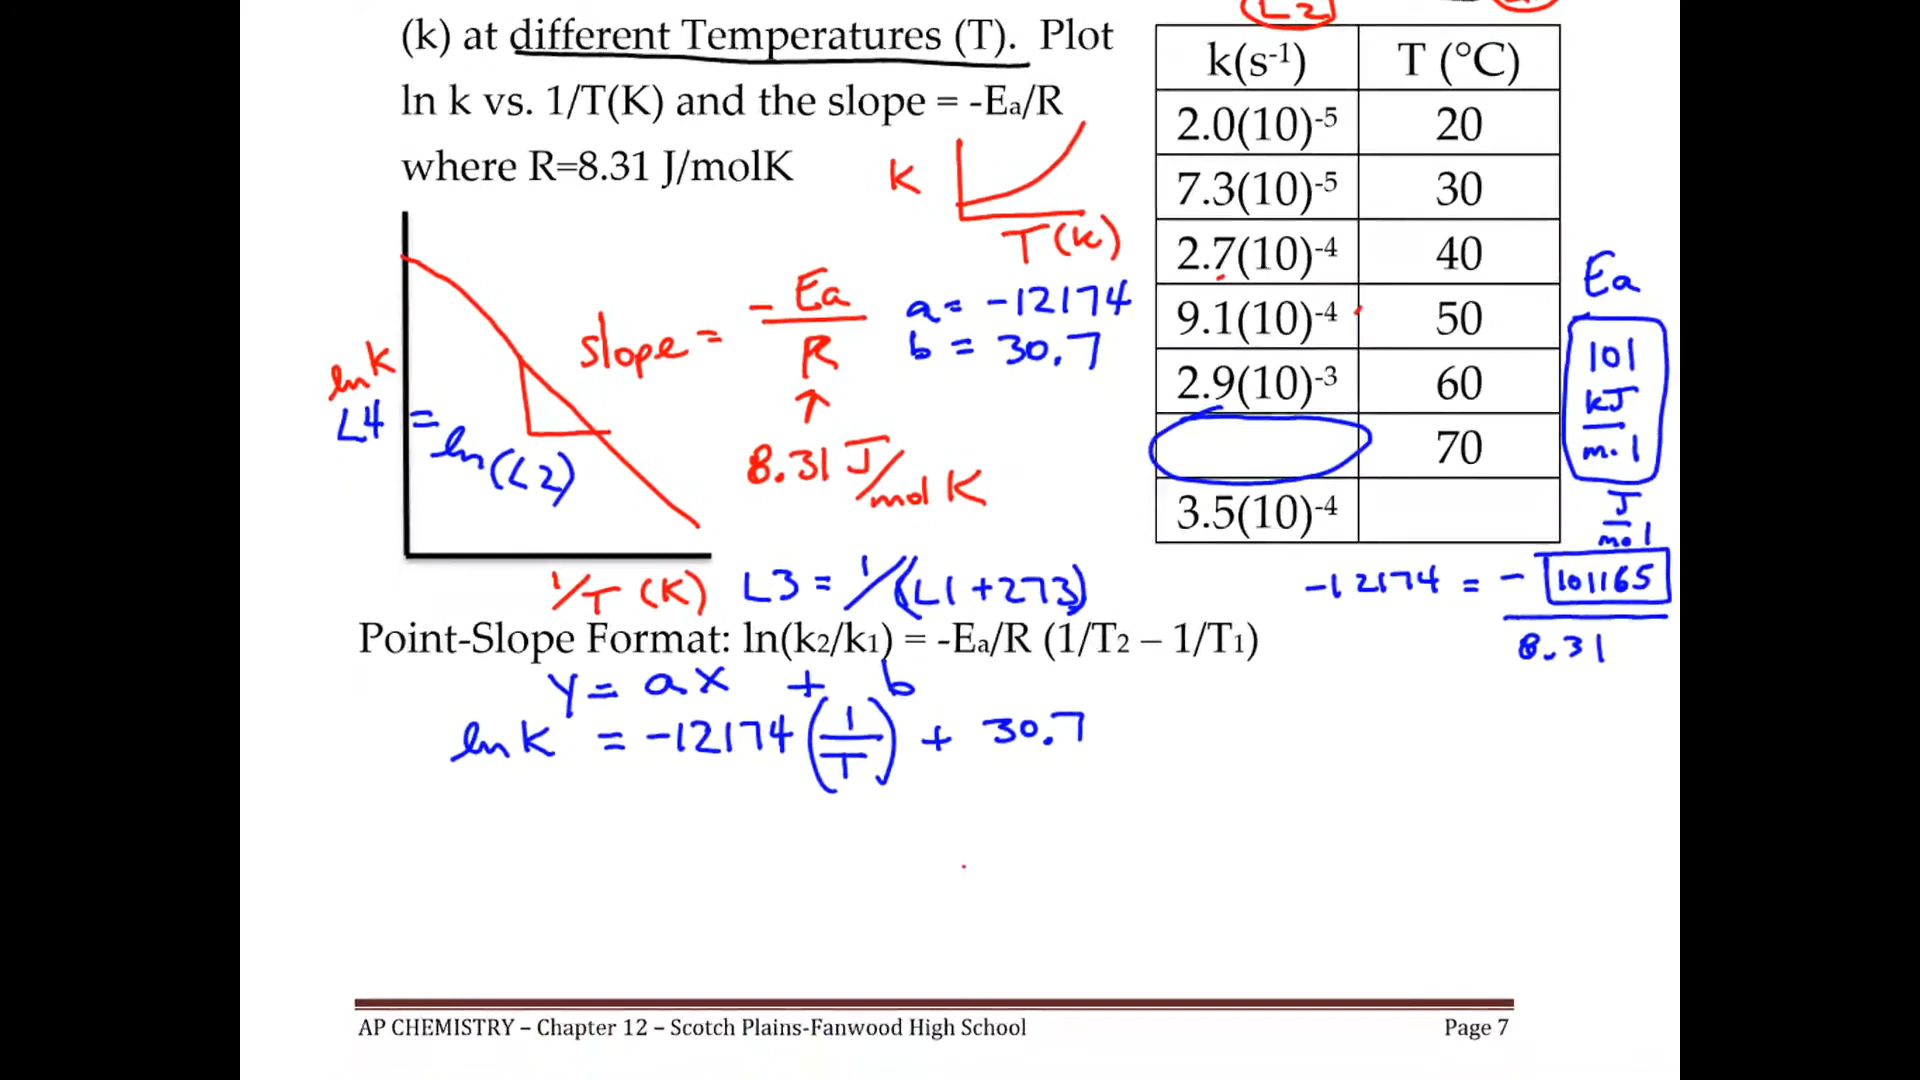 (k) at different Temperatures (T). Plot
ln k vs. 1/T(K) and the slope = -Ea/R
where R=8.31 J/molK
K
T(K)
L2
k(s-1) T (°C)
2.0(10)-5 20
7.3(10)-5 30
2.7(10)-4 40
9.1(10)-4 50
2.9(10)-3 60
70
3.5(10)-4
slope = - Ea / R
8.31 J/mol K
a = -12174
b = 30.7
Ea
101
kJ
mol
J
mol
-12174 = - 101165
8.31
ln k
L4 = ln(L2)
1/T (K) L3 = 1/(L1+273)
Point-Slope Format: ln(k2/k1) = -Ea/R (1/T2 – 1/T1)
y = ax + b
ln k = -12174 (1/T) + 30.7
AP CHEMISTRY – Chapter 12 – Scotch Plains-Fanwood High School Page 7